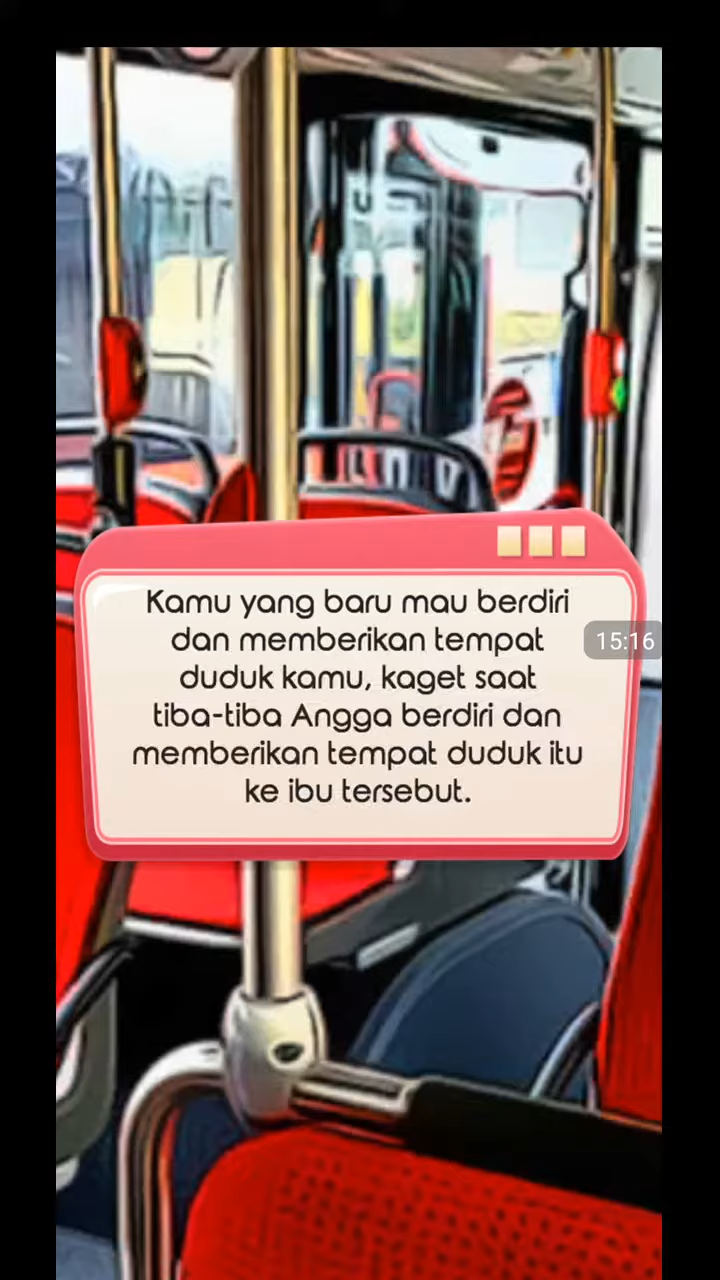 Kamu yang baru mau berdiri
dan memberikan tempat
duduk kamu, kaget saat
tiba-tiba Angga berdiri dan
memberikan tempat duduk itu
ke ibu tersebut.
15:16